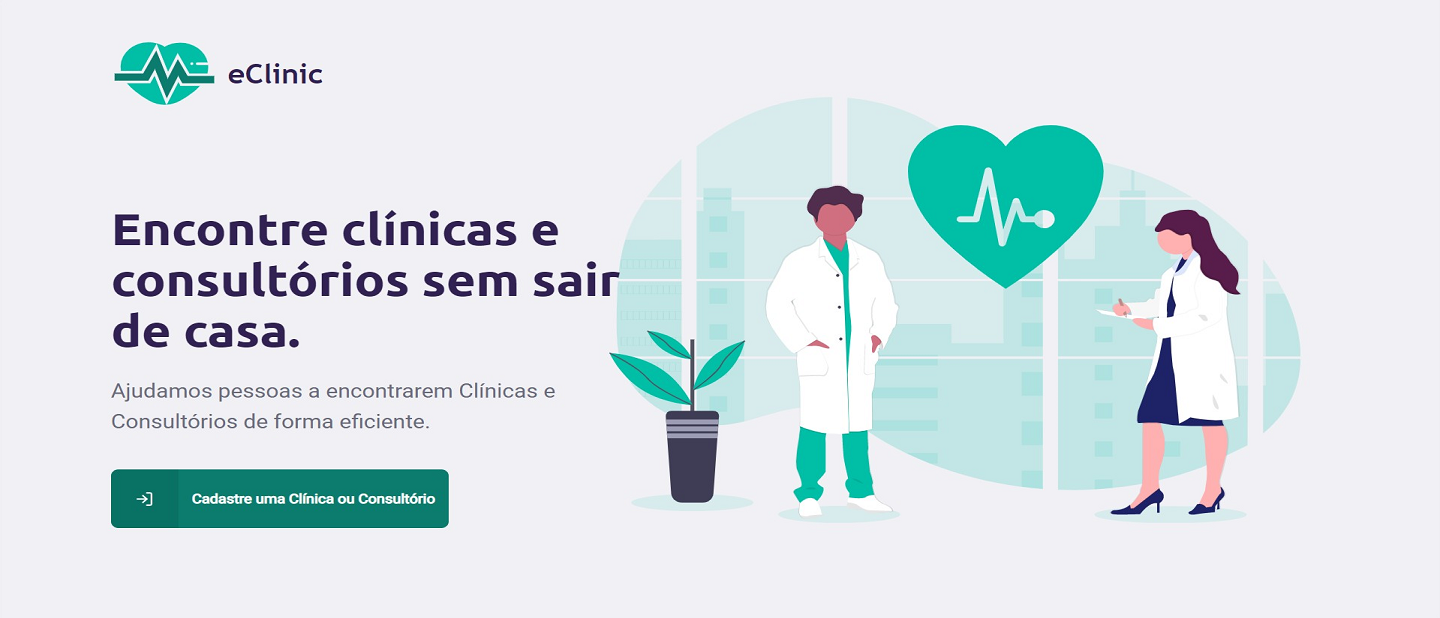 eClinic
Encontre clínicas e
consultórios sem sair
de casa.
Ajudamos pessoas a encontrarem Clínicas e
Consultórios de forma eficiente.
Cadastre uma Clínica ou Consultório